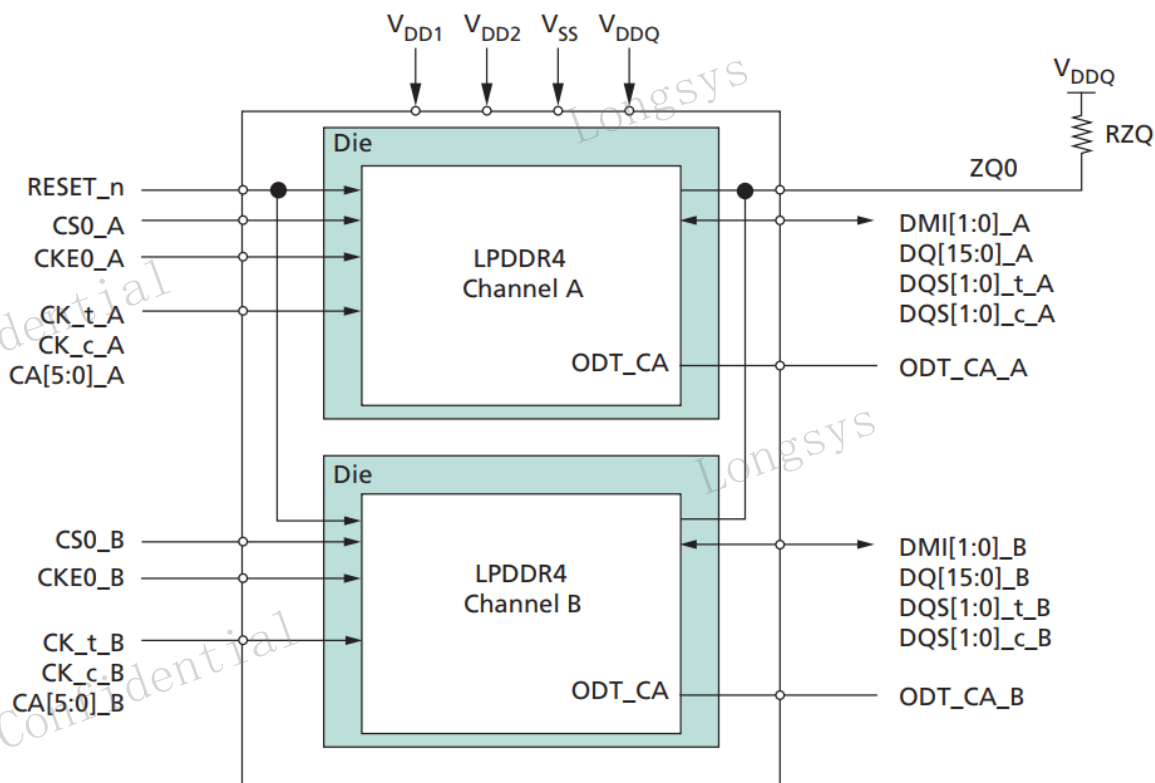 VDD1 VDD2 VSS VDDQ
VDDQ
RZQ
Longsys
Die
RESET_n
ZQ0
CS0_A
DMI[1:0]_A
CKE0_A
LPDDR4
DQ[15:0]_A
Channel A
DQS[1:0]_t_A
CK_t_A
DQS[1:0]_c_A
CK_c_A
CA[5:0]_A
ODT_CA
ODT_CA_A
dential
Longsys
Die
CS0_B
DMI[1:0]_B
CKE0_B
LPDDR4
DQ[15:0]_B
Channel B
DQS[1:0]_t_B
CK_t_B
DQS[1:0]_c_B
CK_c_B
CA[5:0]_B
ODT_CA
ODT_CA_B
Confidential